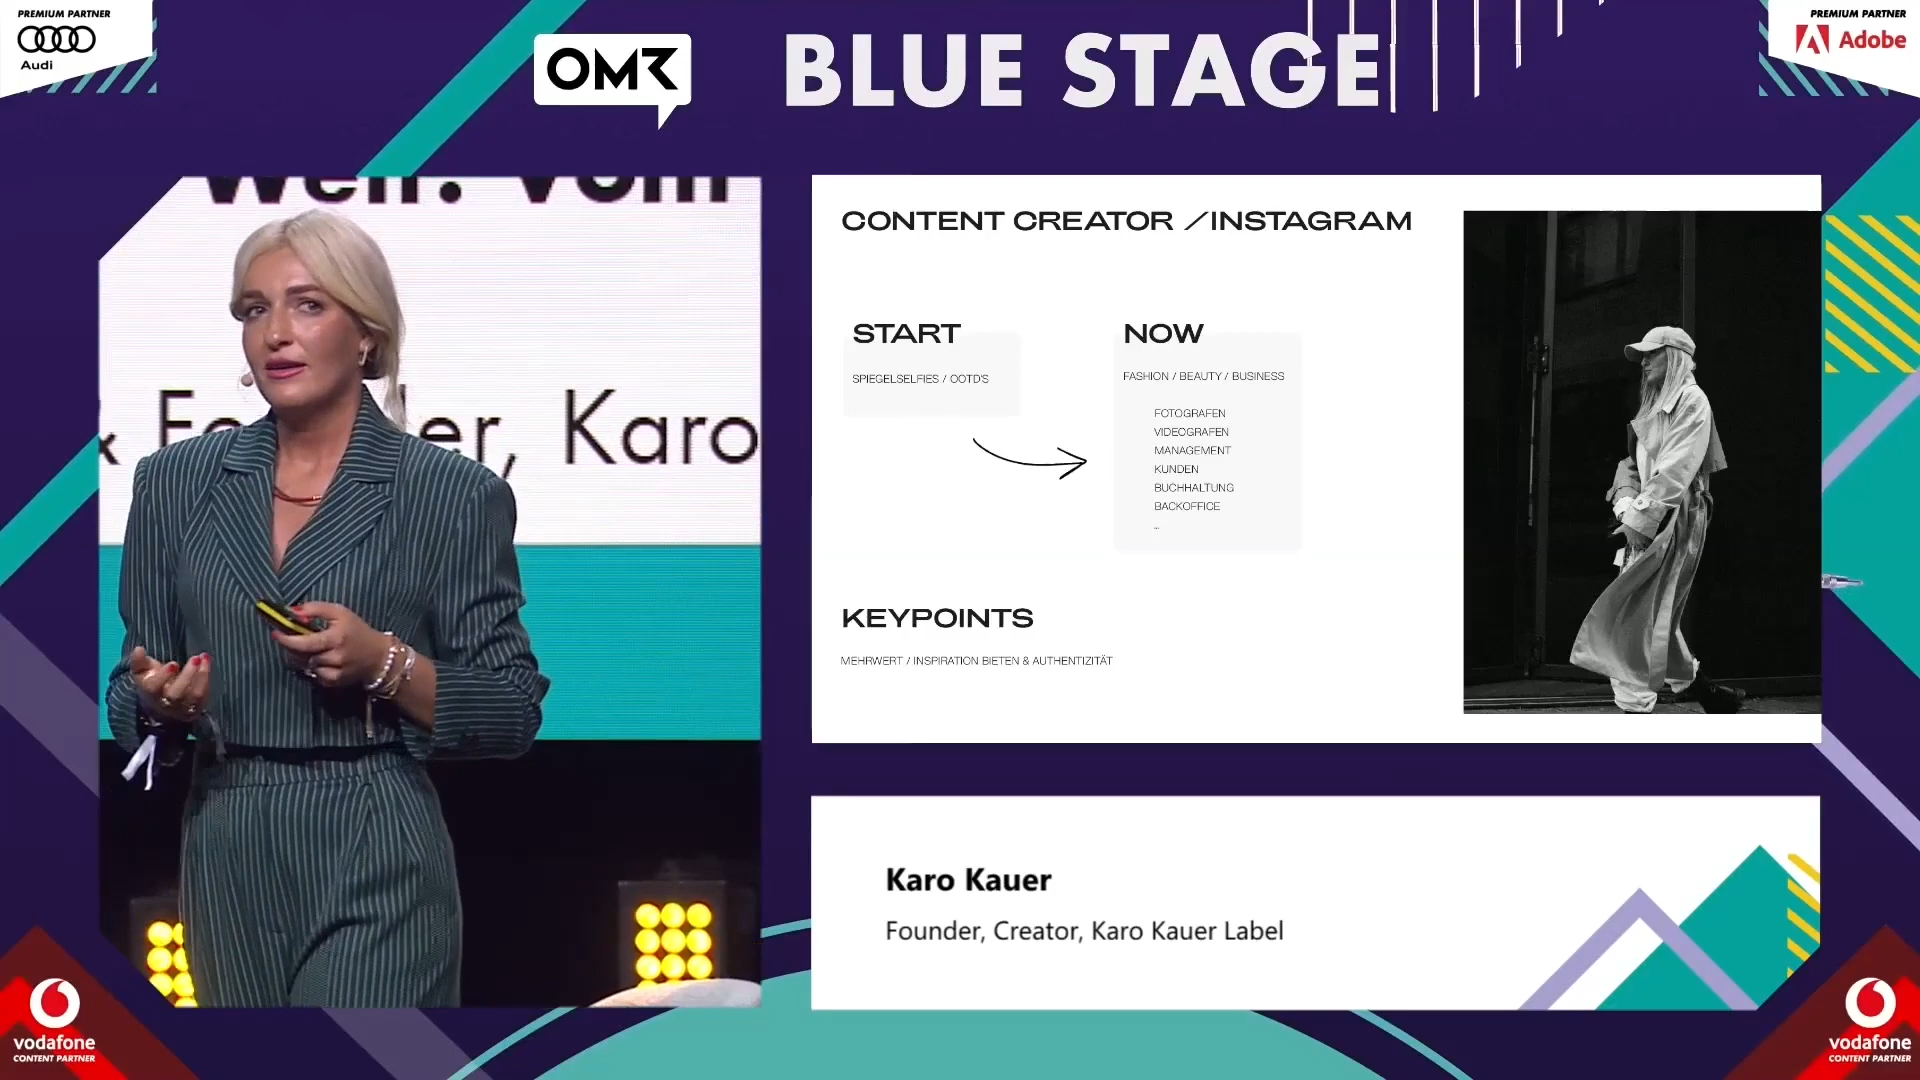 PREMIUM PARTNER
Audi
OMR
BLUE STAGE
PREMIUM PARTNER
Adobe
CONTENT CREATOR /INSTAGRAM
START
SPIEGELSELFIES / OOTD'S
NOW
FASHION / BEAUTY / BUSINESS
FOTOGRAFEN
VIDEOGRAFEN
MANAGEMENT
KUNDEN
BUCHHALTUNG
BACKOFFICE
...
KEYPOINTS
MEHRWERT / INSPIRATION BIETEN & AUTHENTIZITÄT
Karo
Karo Kauer
Founder, Creator, Karo Kauer Label
vodafone
CONTENT PARTNER
vodafone
CONTENT PARTNER